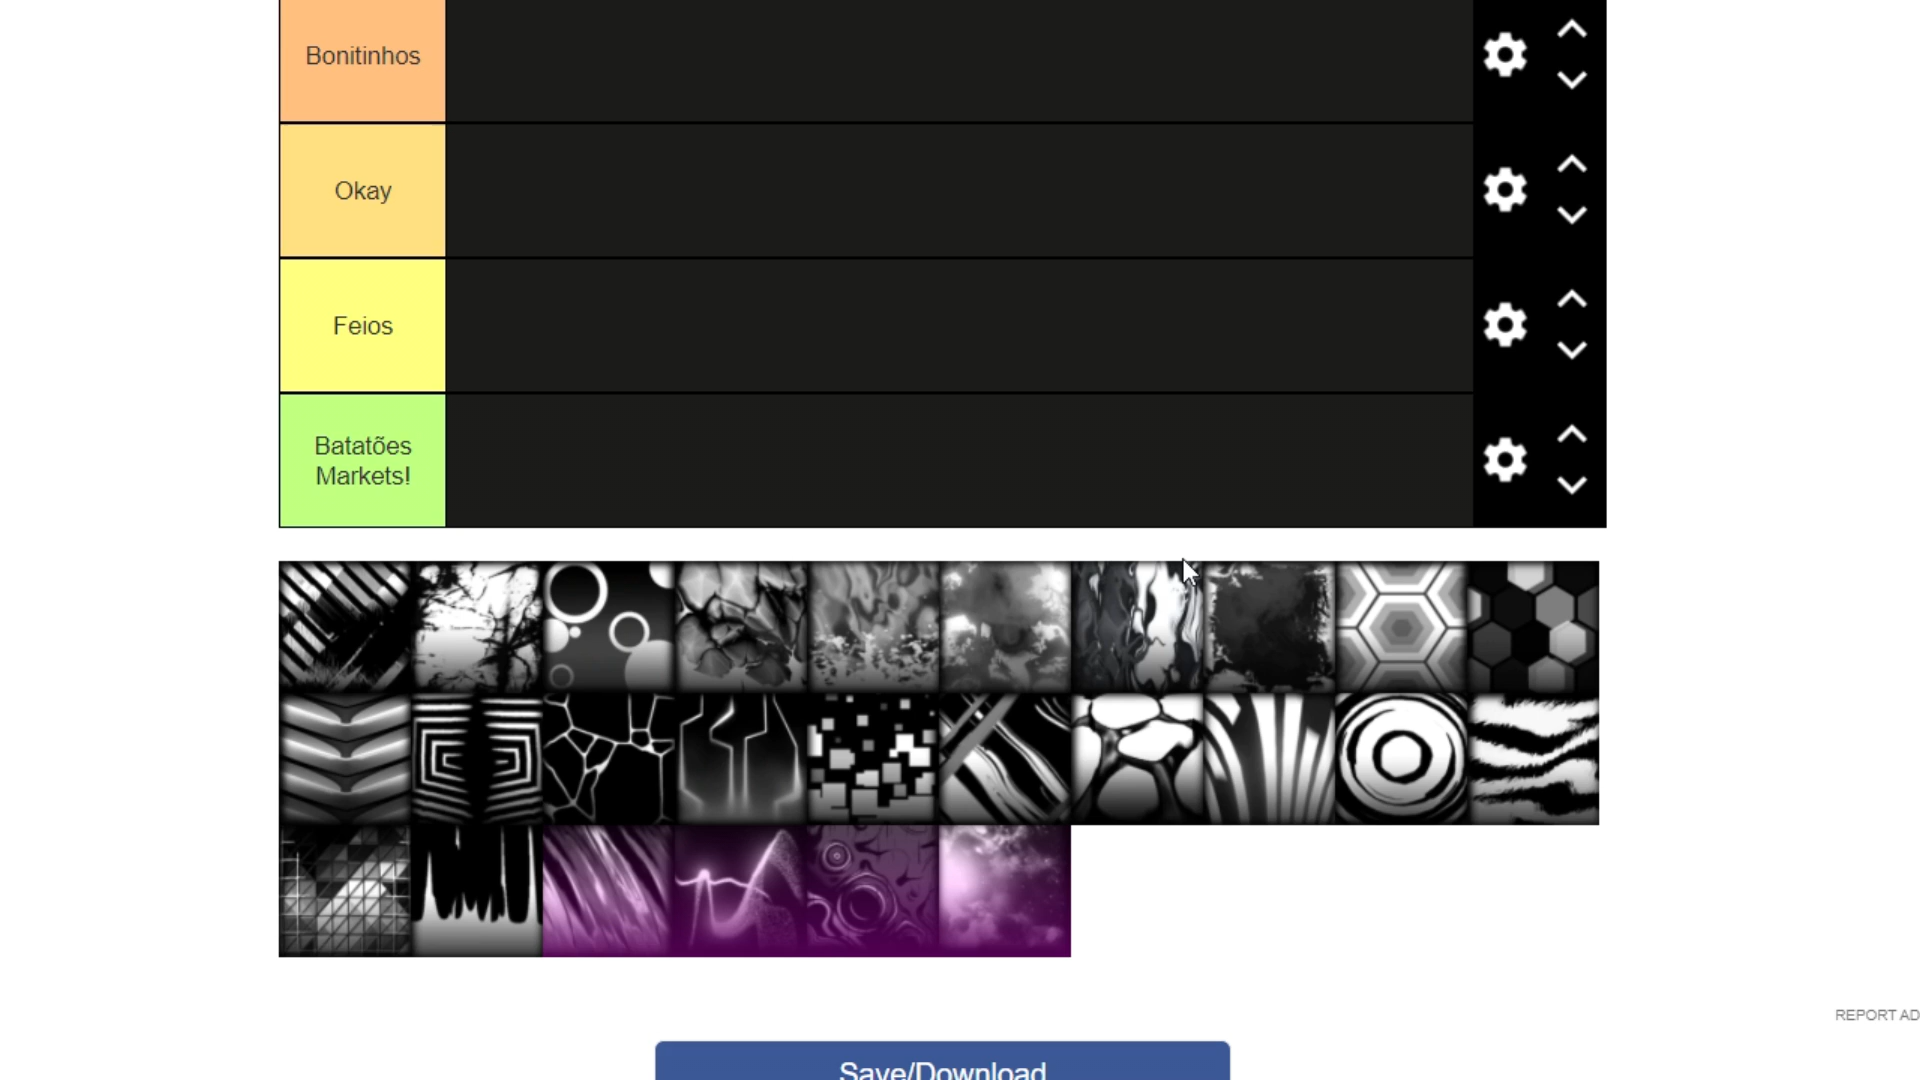 Bonitinhos
Okay
Feios
Batatões
Markets!
REPORT AD
Save/Download